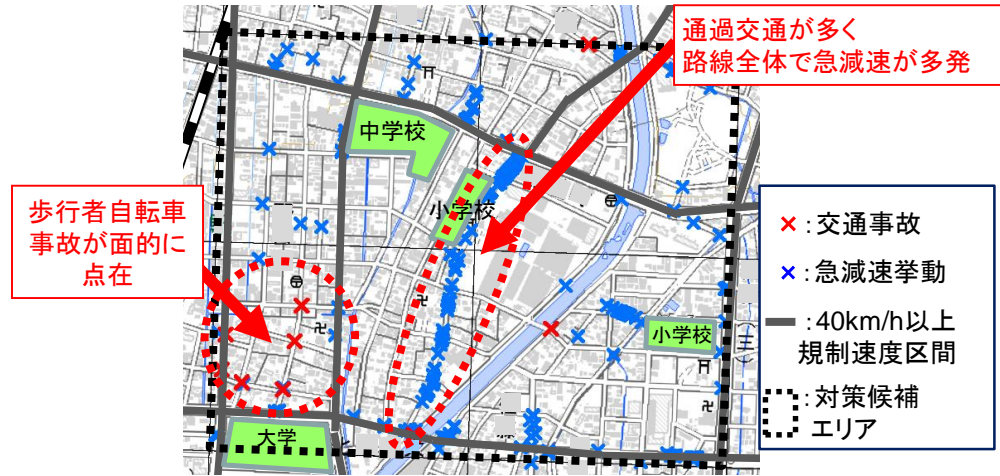 通過交通が多く
路線全体で急減速が多発
中学校
小学校
歩行者自転車
事故が面的に
点在
小学校
大学
(三)
×:交通事故
×:急減速挙動
:40km/h以上
規制速度区間
:対策候補
エリア